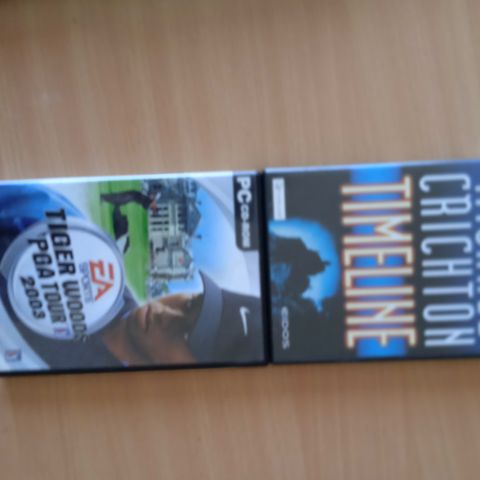 PC CD-ROM
EA
SPORTS
TIGER WOODS
PGA TOUR
2003
CRICHTON
TIMELINE
EIDOS